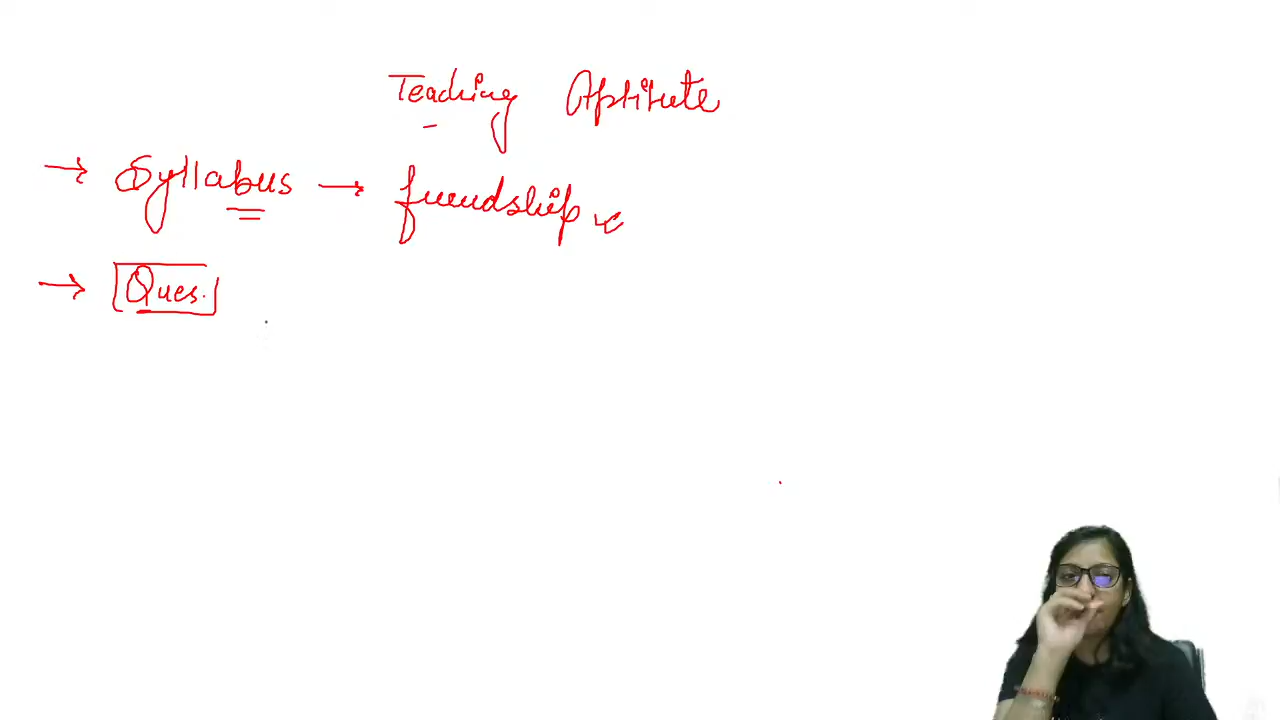 Teaching Aptitute
→ Syllabus → friendship
→ Ques.